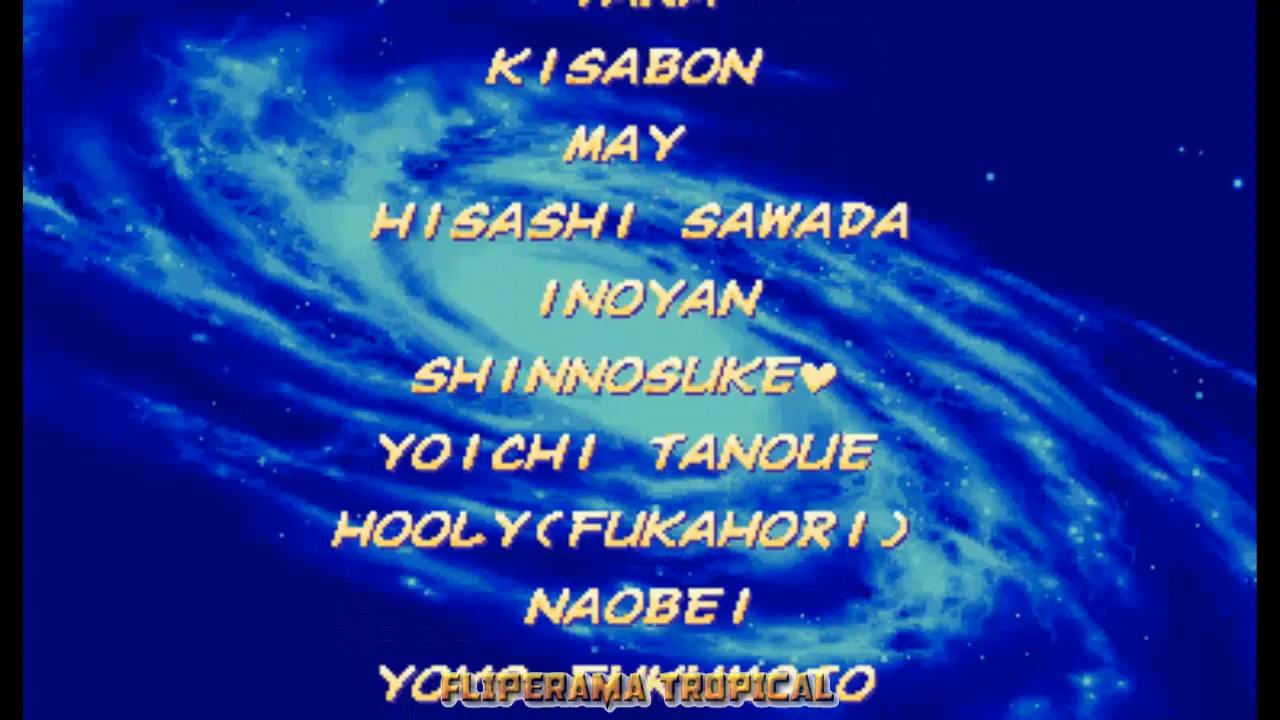 KISABON
MAY
HISASHI SAWADA
INOYAN
SHINNOSUKE♥
YOICHI TANOUE
HOOLY(FUKAHORI)
NAOBEI
FLIPERAMA TROPICAL